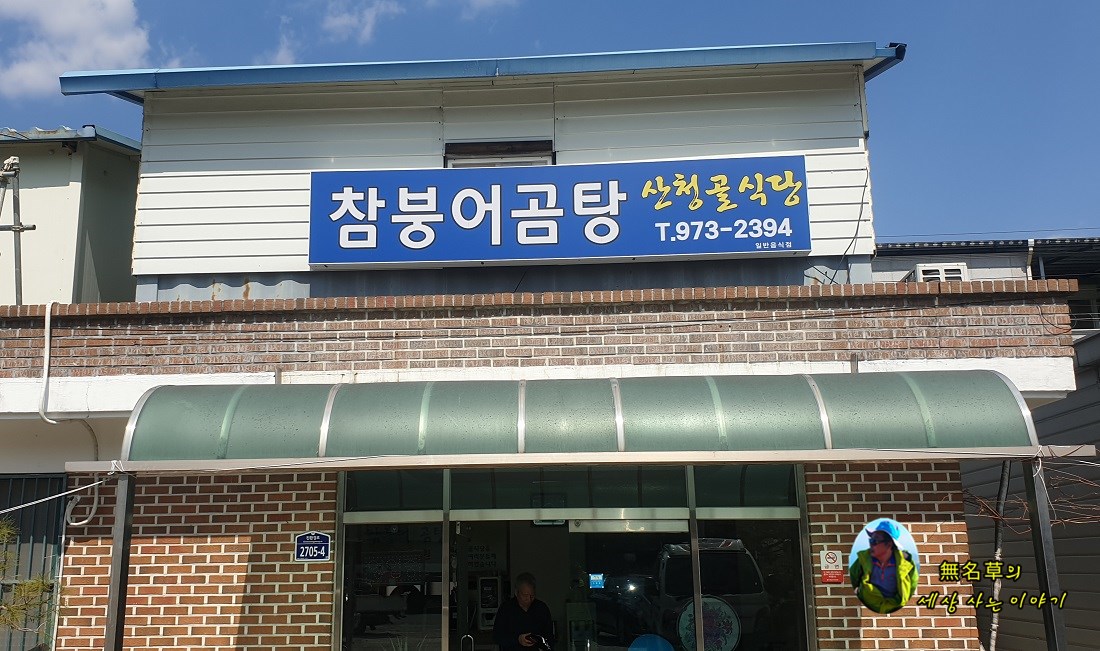 참붕어곰탕
산청골식당
T.973-2394
일반음식점
2705-4
無名草의
세상 사는 이야기